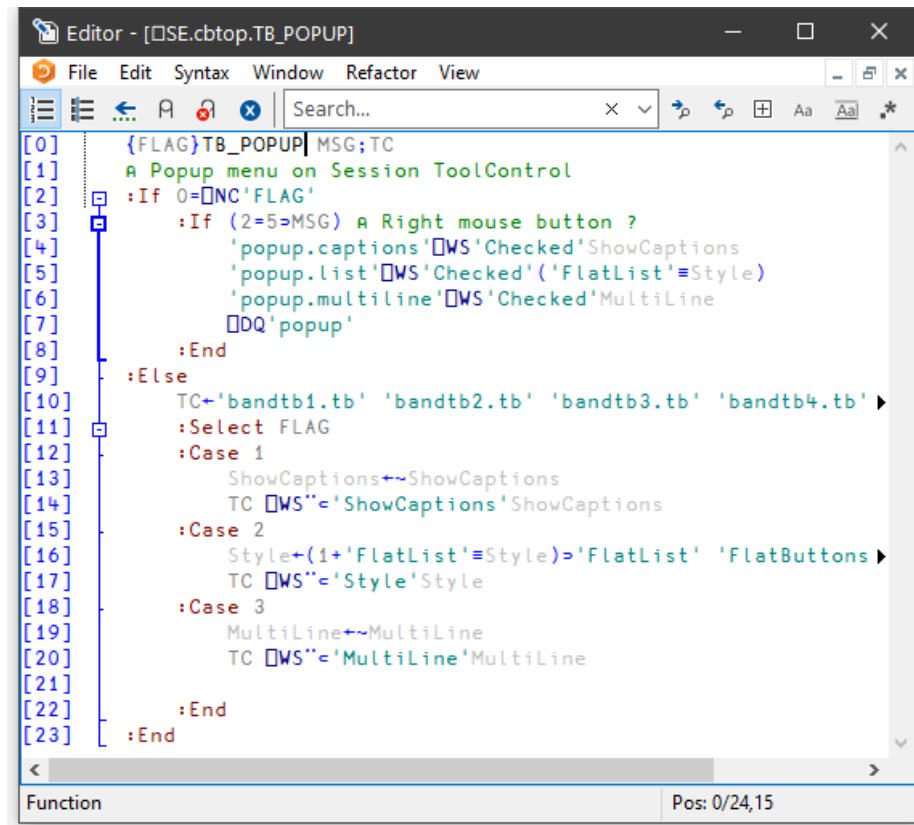 Editor - [⎕SE.cbtop.TB_POPUP]
File Edit Syntax Window Refactor View
Search...
Aa Aa .*
[0] {FLAG}TB_POPUP MSG;TC
[1] ⍝ Popup menu on Session ToolControl
[2] :If 0=⎕NC'FLAG'
[3] :If (2=5⊃MSG) ⍝ Right mouse button ?
[4] 'popup.captions'⎕WS'Checked'ShowCaptions
[5] 'popup.list'⎕WS'Checked'('FlatList'≡Style)
[6] 'popup.multiline'⎕WS'Checked'MultiLine
[7] ⎕DQ'popup'
[8] :End
[9] :Else
[10] TC←'bandtb1.tb' 'bandtb2.tb' 'bandtb3.tb' 'bandtb4.tb'
[11] :Select FLAG
[12] :Case 1
[13] ShowCaptions←~ShowCaptions
[14] TC ⎕WS¨⊂'ShowCaptions'ShowCaptions
[15] :Case 2
[16] Style←(1+'FlatList'≡Style)⊃'FlatList' 'FlatButtons
[17] TC ⎕WS¨⊂'Style'Style
[18] :Case 3
[19] MultiLine←~MultiLine
[20] TC ⎕WS¨⊂'MultiLine'MultiLine
[21]
[22] :End
[23] :End
Function Pos: 0/24,15